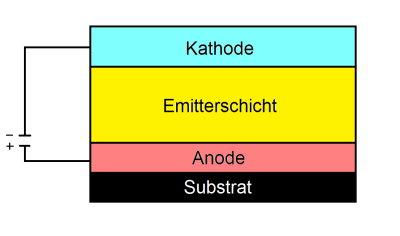 Kathode
Emitterschicht
−
+
Anode
Substrat